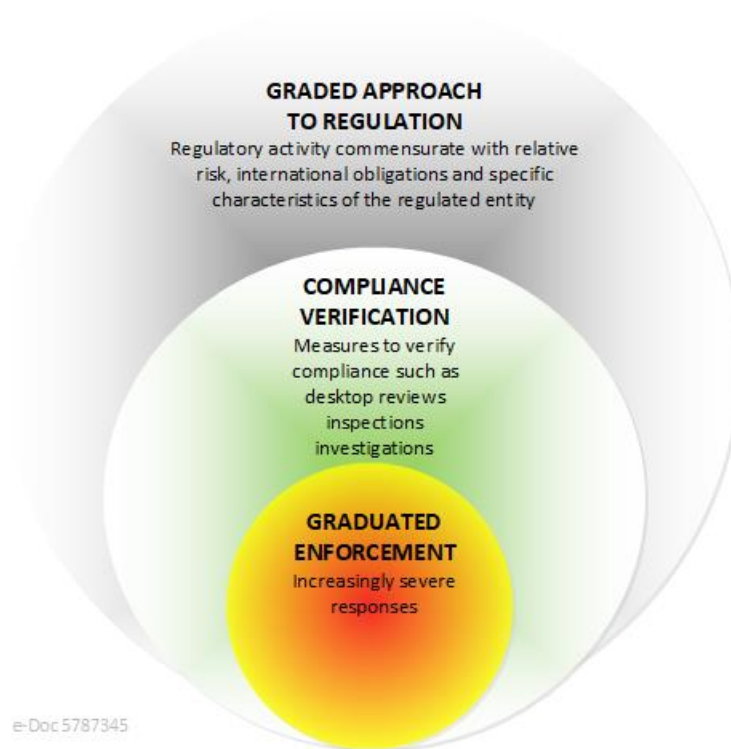 GRADED APPROACH
TO REGULATION
Regulatory activity commensurate with relative
risk, international obligations and specific
characteristics of the regulated entity
COMPLIANCE
VERIFICATION
Measures to verify
compliance such as
desktop reviews
inspections
investigations
GRADUATED
ENFORCEMENT
Increasingly severe
responses
e-Doc 5787345